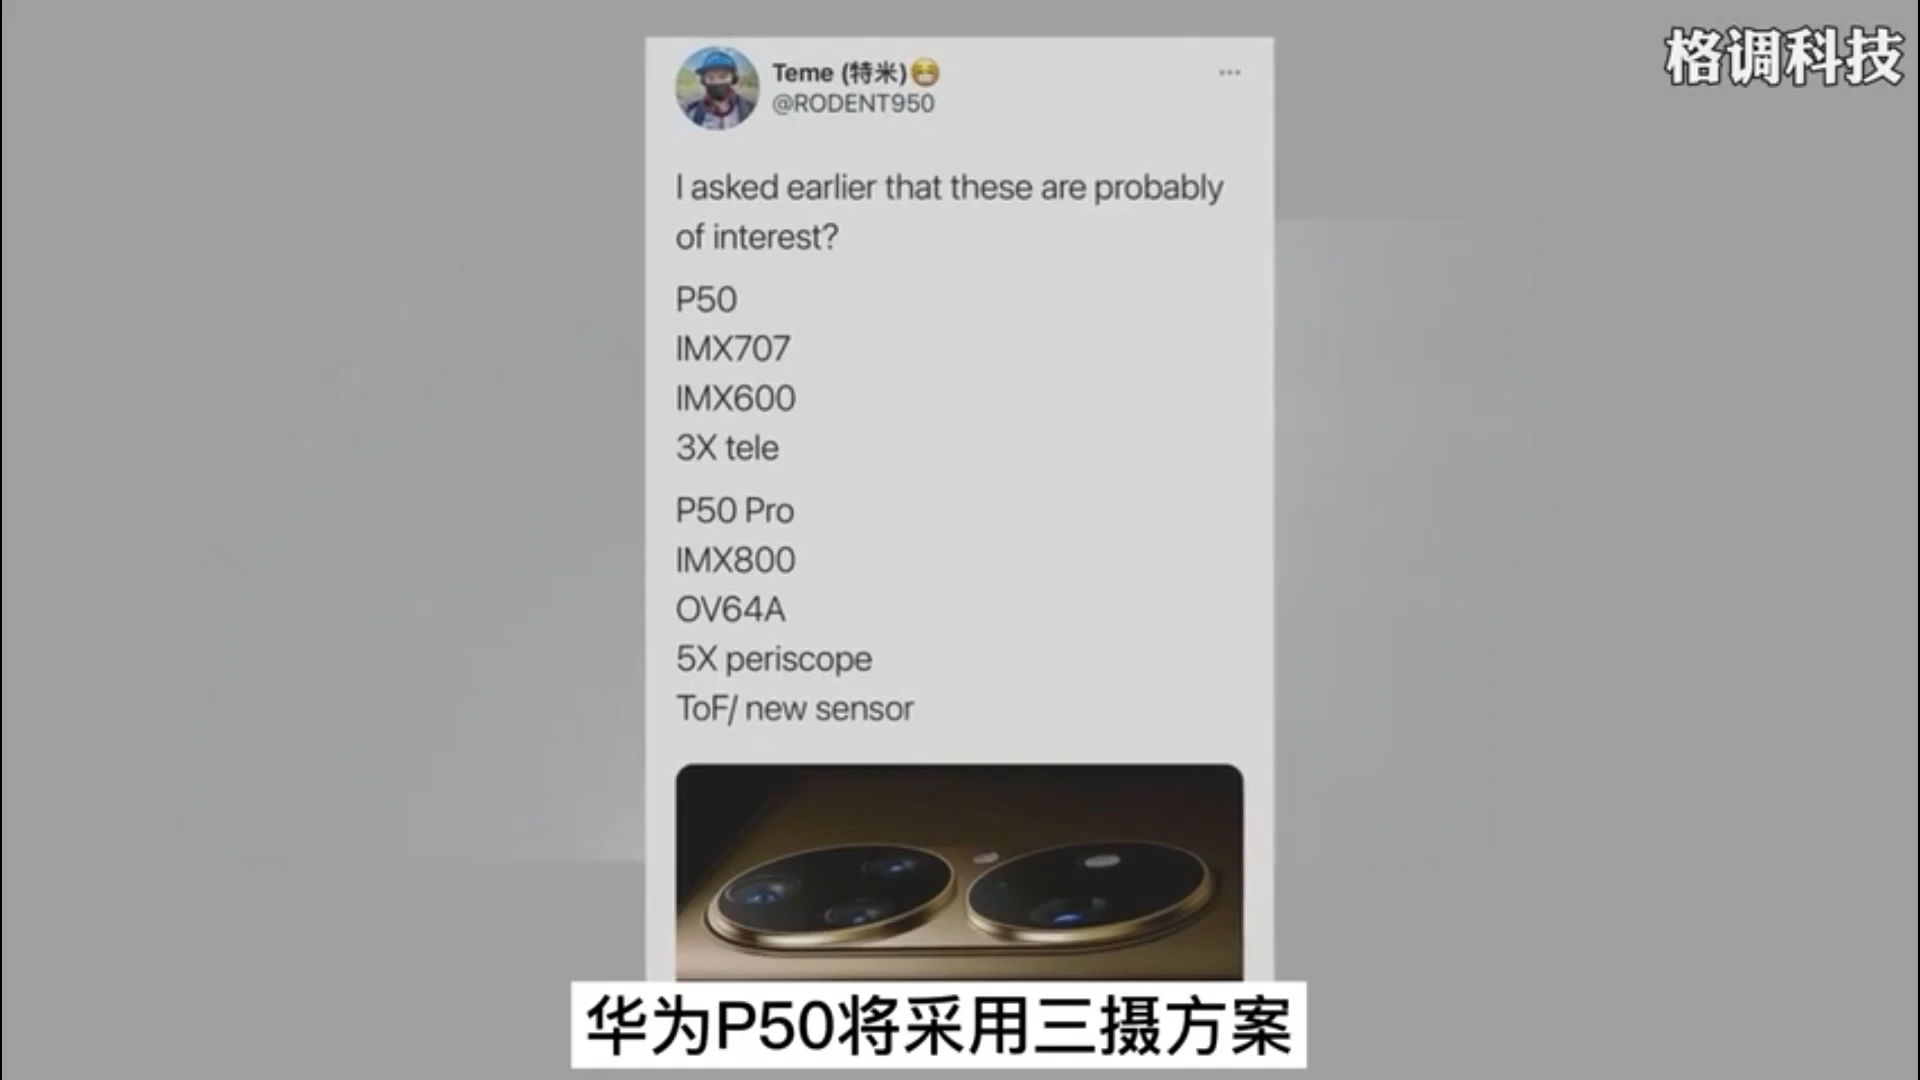 格调科技
Teme (特米)😷
@RODENT950
I asked earlier that these are probably
of interest?
P50
IMX707
IMX600
3X tele
P50 Pro
IMX800
OV64A
5X periscope
ToF/ new sensor
华为P50将采用三摄方案